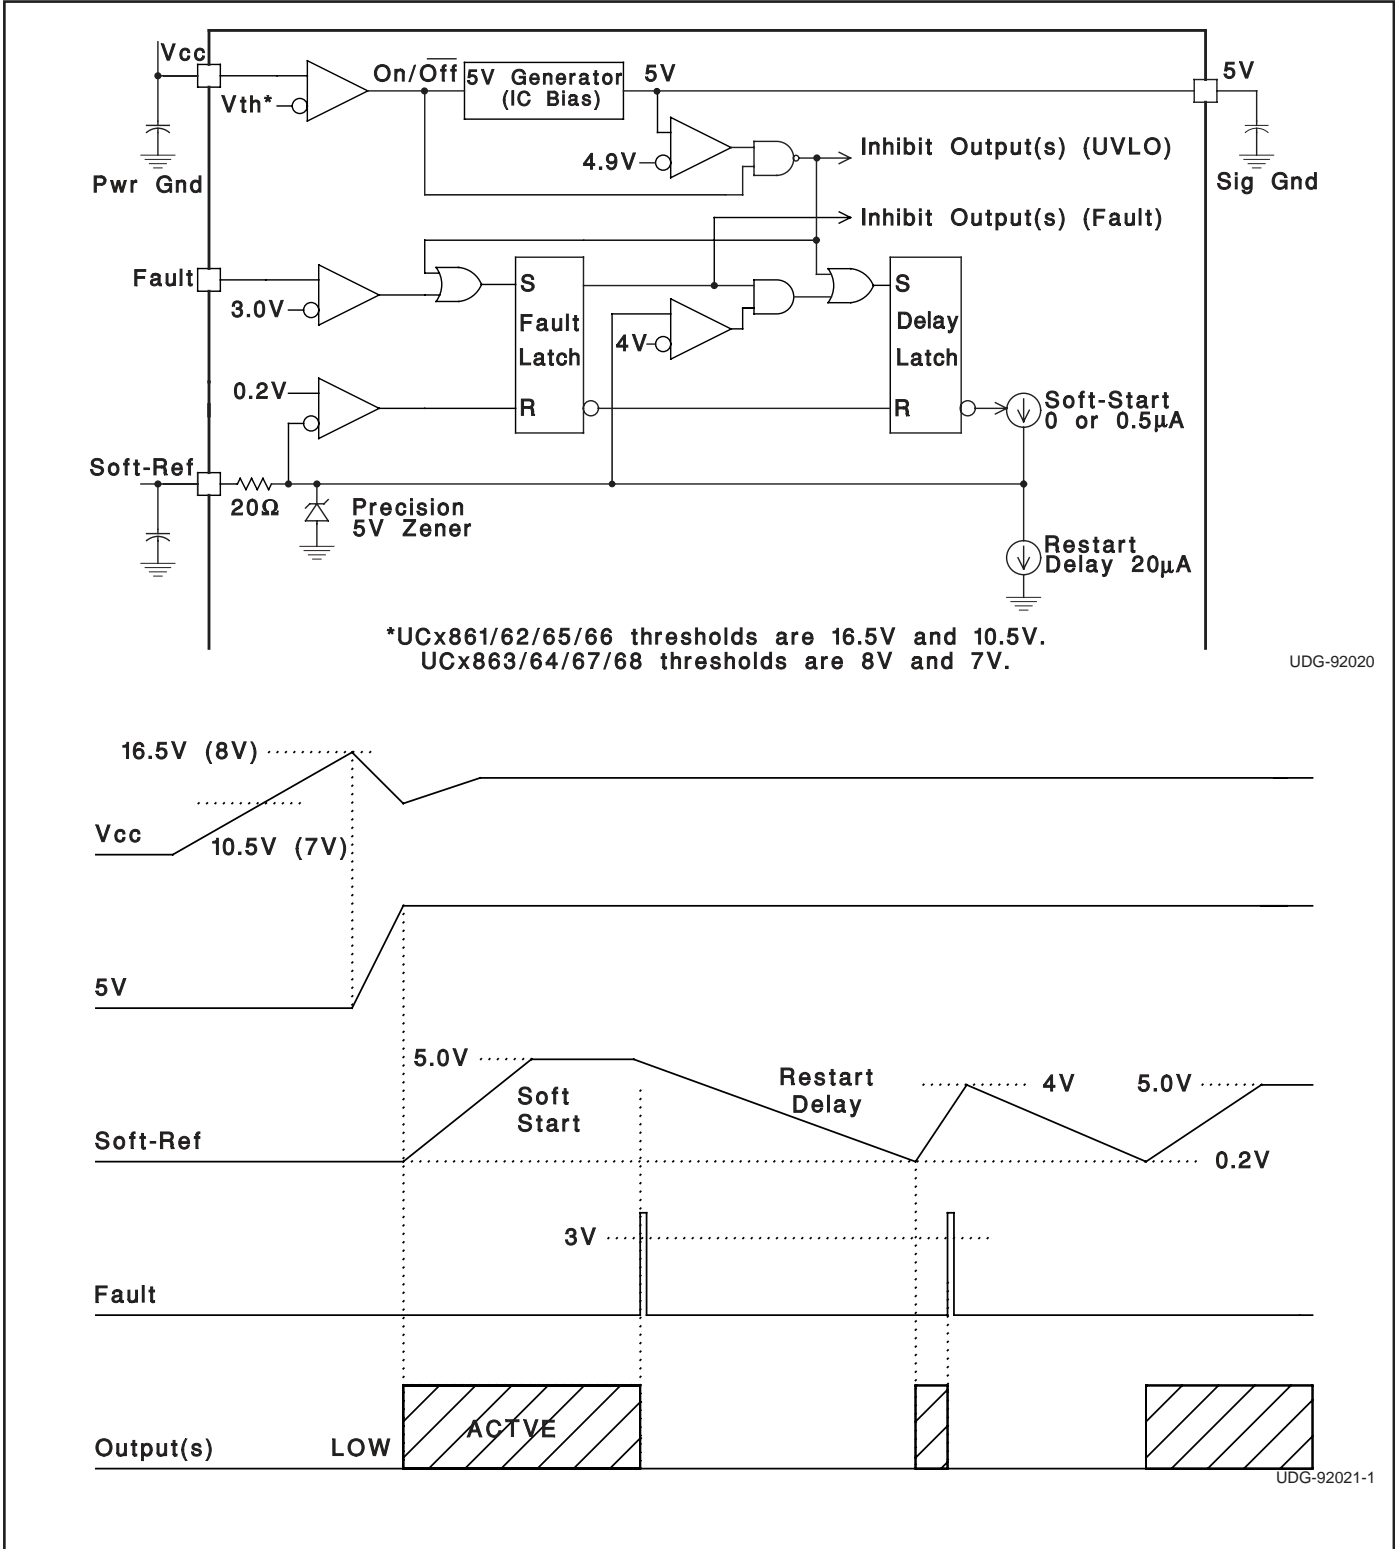 Vcc
On/Off
5V Generator
(IC Bias)
5V
5V
Vth*
4.9V
Inhibit Output(s) (UVLO)
Pwr Gnd
Sig Gnd
Inhibit Output(s) (Fault)
Fault
3.0V
S
Fault
Latch
R
4V
S
Delay
Latch
R
0.2V
Soft-Start
0 or 0.5µA
Soft-Ref
20Ω
Precision
5V Zener
Restart
Delay 20µA
*UCx861/62/65/66 thresholds are 16.5V and 10.5V.
UCx863/64/67/68 thresholds are 8V and 7V.
UDG-92020
16.5V (8V)
Vcc
10.5V (7V)
5V
5.0V
Soft
Start
Restart
Delay
4V
5.0V
Soft-Ref
0.2V
3V
Fault
ACTVE
Output(s)
LOW
UDG-92021-1